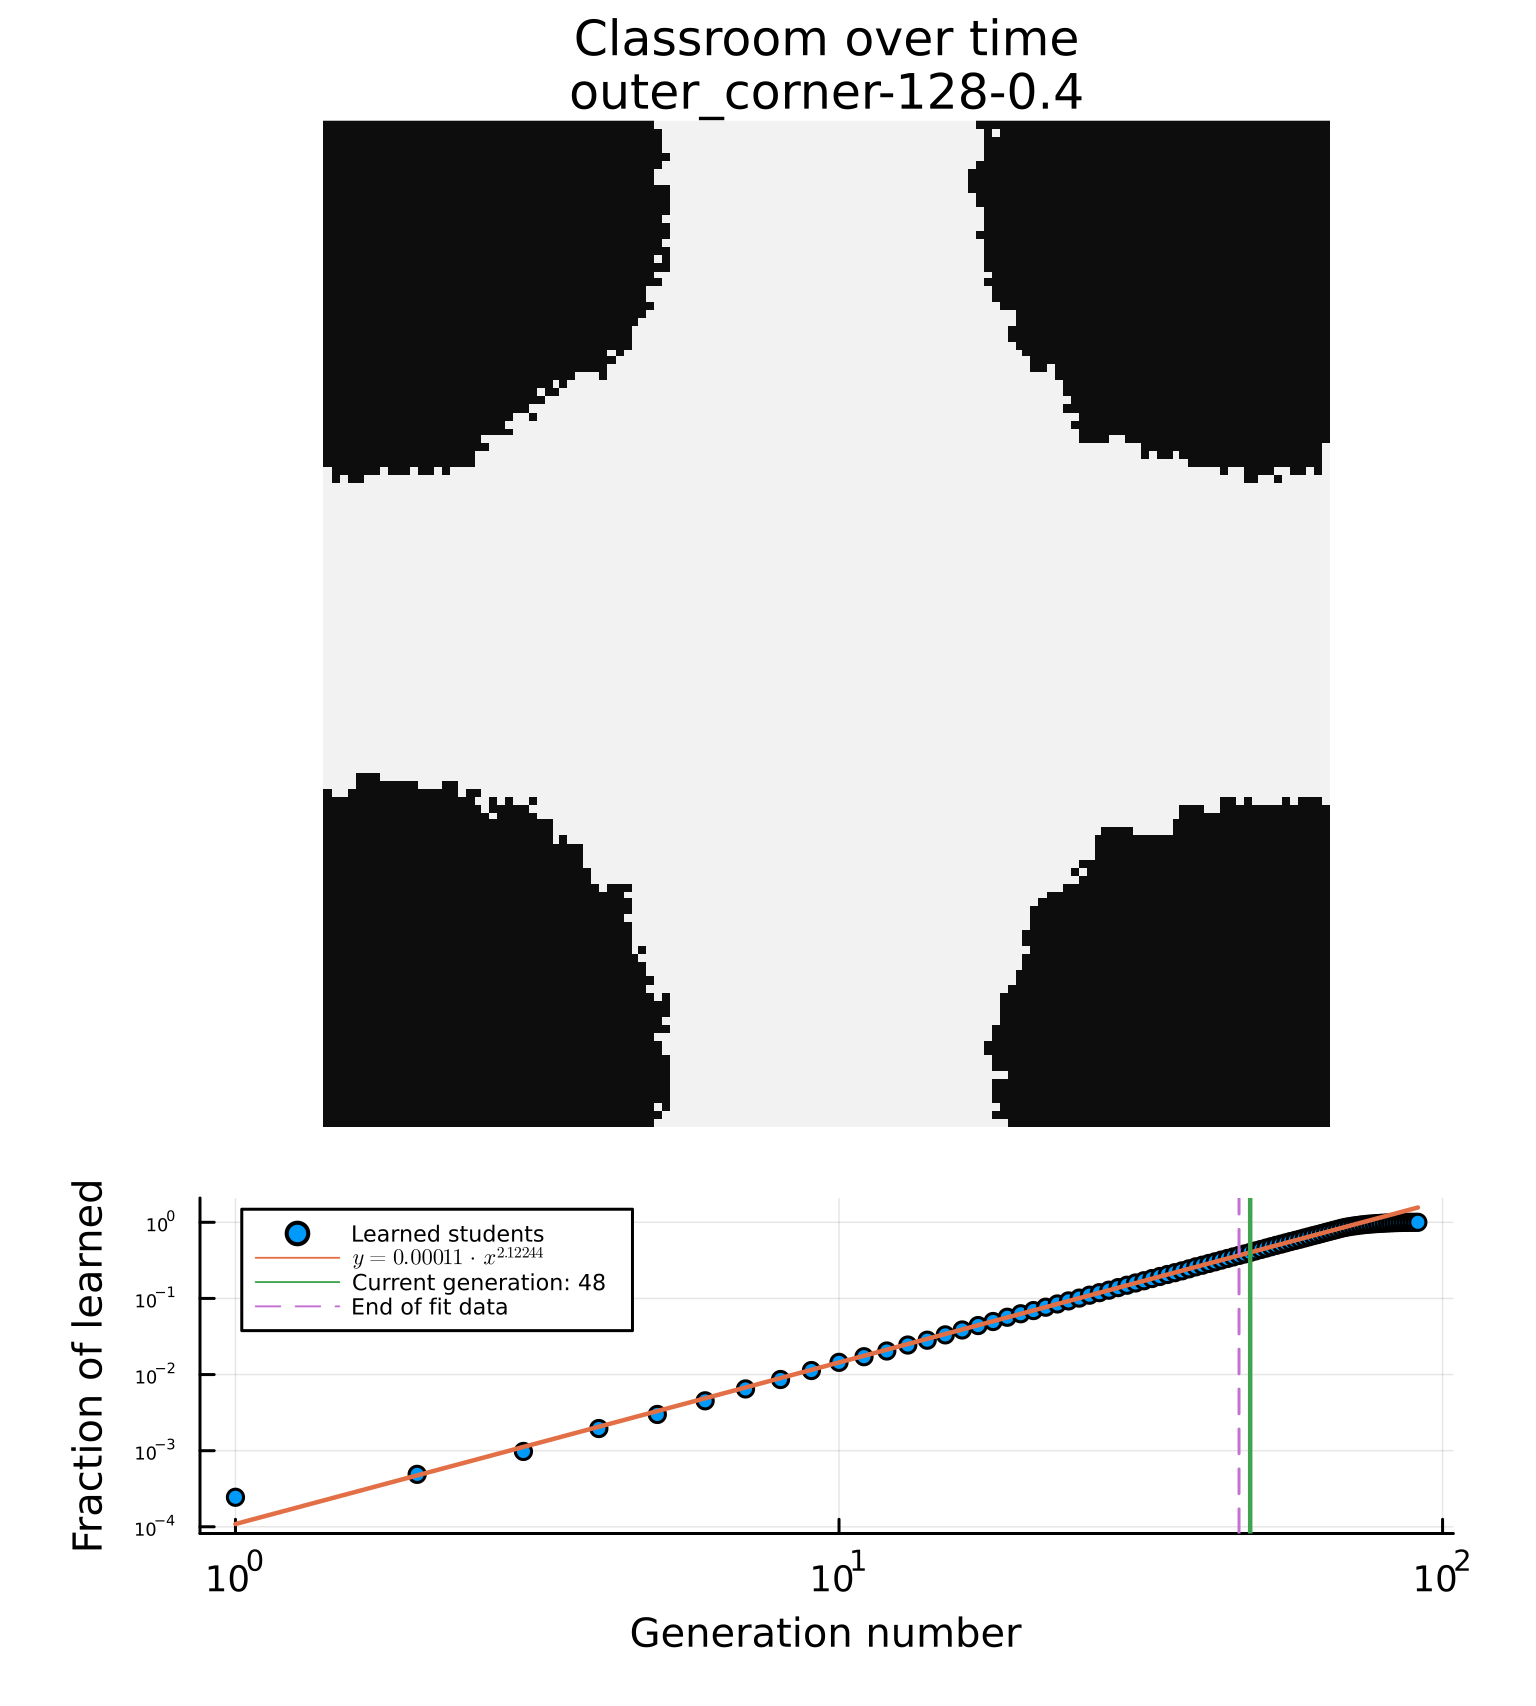 Classroom over time
outer_corner-128-0.4
Fraction of learned
10^0
10^-1
10^-2
10^-3
10^-4
Learned students
y = 0.00011 · x^2.12244
Current generation: 48
End of fit data
10^0 10^1 10^2
Generation number